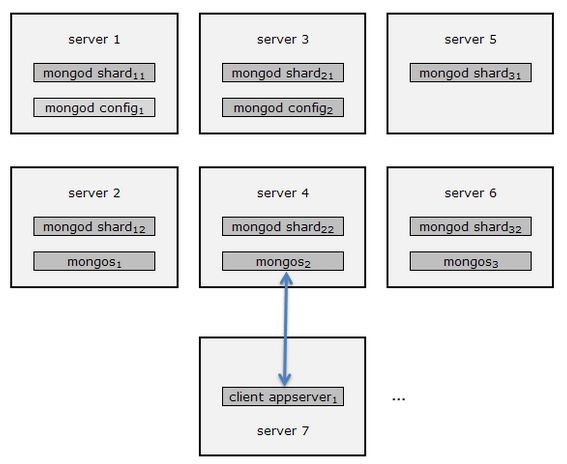 server 1
mongod shard₁₁
mongod config₁
server 3
mongod shard₂₁
mongod config₂
server 5
mongod shard₃₁
server 2
mongod shard₁₂
mongos₁
server 4
mongod shard₂₂
mongos₂
server 6
mongod shard₃₂
mongos₃
client appserver₁
server 7
...